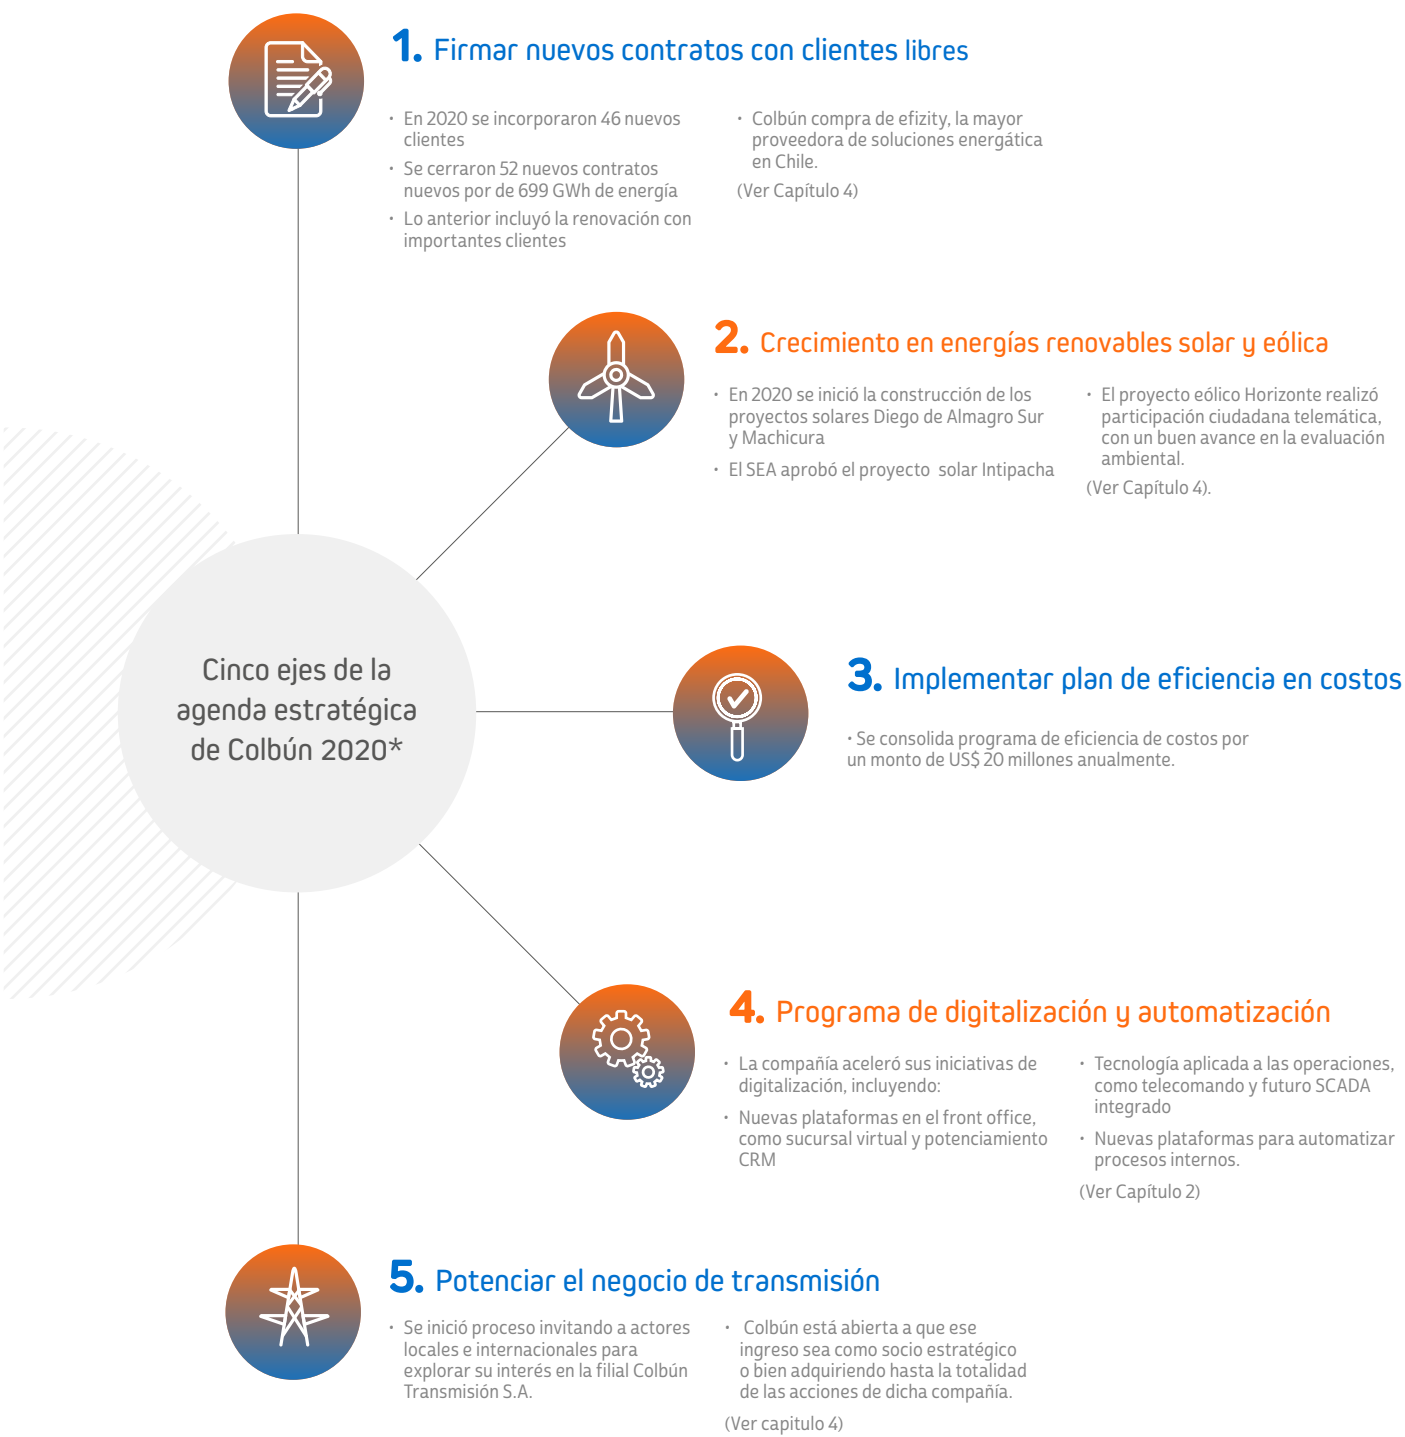 1. Firmar nuevos contratos con clientes libres
· En 2020 se incorporaron 46 nuevos
clientes
· Se cerraron 52 nuevos contratos
nuevos por de 699 GWh de energía
· Lo anterior incluyó la renovación con
importantes clientes
· Colbún compra de efizity, la mayor
proveedora de soluciones energática
en Chile.
(Ver Capítulo 4)
2. Crecimiento en energías renovables solar y eólica
· En 2020 se inició la construcción de los
proyectos solares Diego de Almagro Sur
y Machicura
· El SEA aprobó el proyecto solar Intipacha
· El proyecto eólico Horizonte realizó
participación ciudadana telemática,
con un buen avance en la evaluación
ambiental.
(Ver Capítulo 4).
Cinco ejes de la
agenda estratégica
de Colbún 2020*
3. Implementar plan de eficiencia en costos
· Se consolida programa de eficiencia de costos por
un monto de US$ 20 millones anualmente.
4. Programa de digitalización y automatización
· La compañía aceleró sus iniciativas de
digitalización, incluyendo:
· Nuevas plataformas en el front office,
como sucursal virtual y potenciamiento
CRM
· Tecnología aplicada a las operaciones,
como telecomando y futuro SCADA
integrado
· Nuevas plataformas para automatizar
procesos internos.
(Ver Capítulo 2)
5. Potenciar el negocio de transmisión
· Se inició proceso invitando a actores
locales e internacionales para
explorar su interés en la filial Colbún
Transmisión S.A.
· Colbún está abierta a que ese
ingreso sea como socio estratégico
o bien adquiriendo hasta la totalidad
de las acciones de dicha compañía.
(Ver capitulo 4)